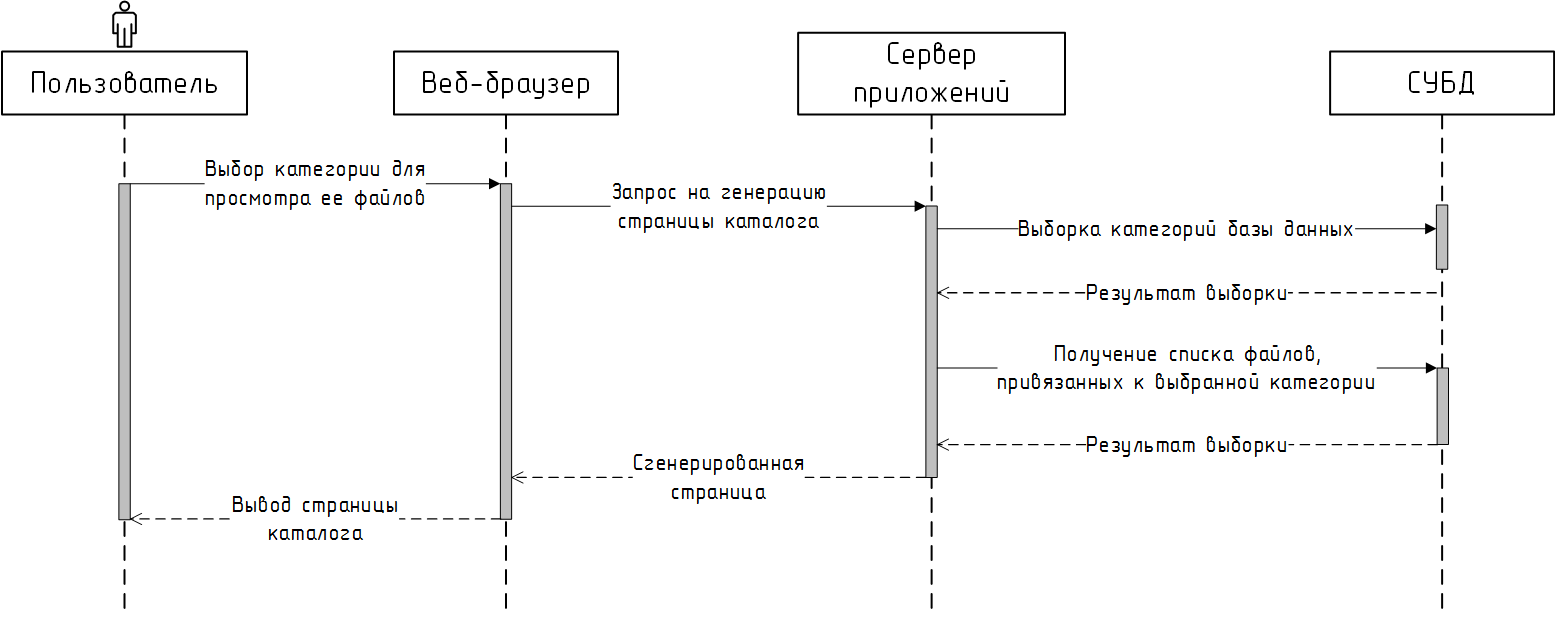 Пользователь
Веб-браузер
Сервер
приложений
СУБД
Выбор категории для
просмотра ее файлов
Запрос на генерацию
страницы каталога
Выборка категорий базы данных
Результат выборки
Получение списка файлов,
привязанных к выбранной категории
Результат выборки
Сгенерированная
страница
Вывод страницы
каталога